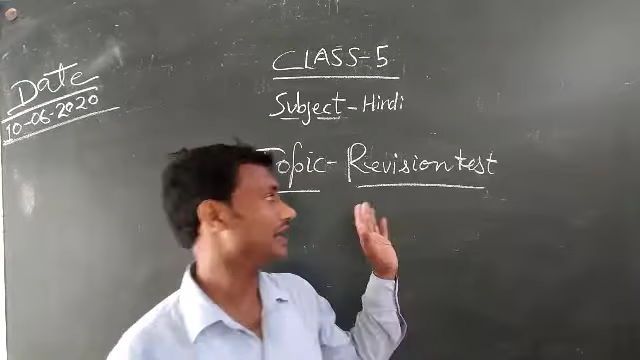 Date
10-06-2020
CLASS-5
Subject-Hindi
Topic-Revision test